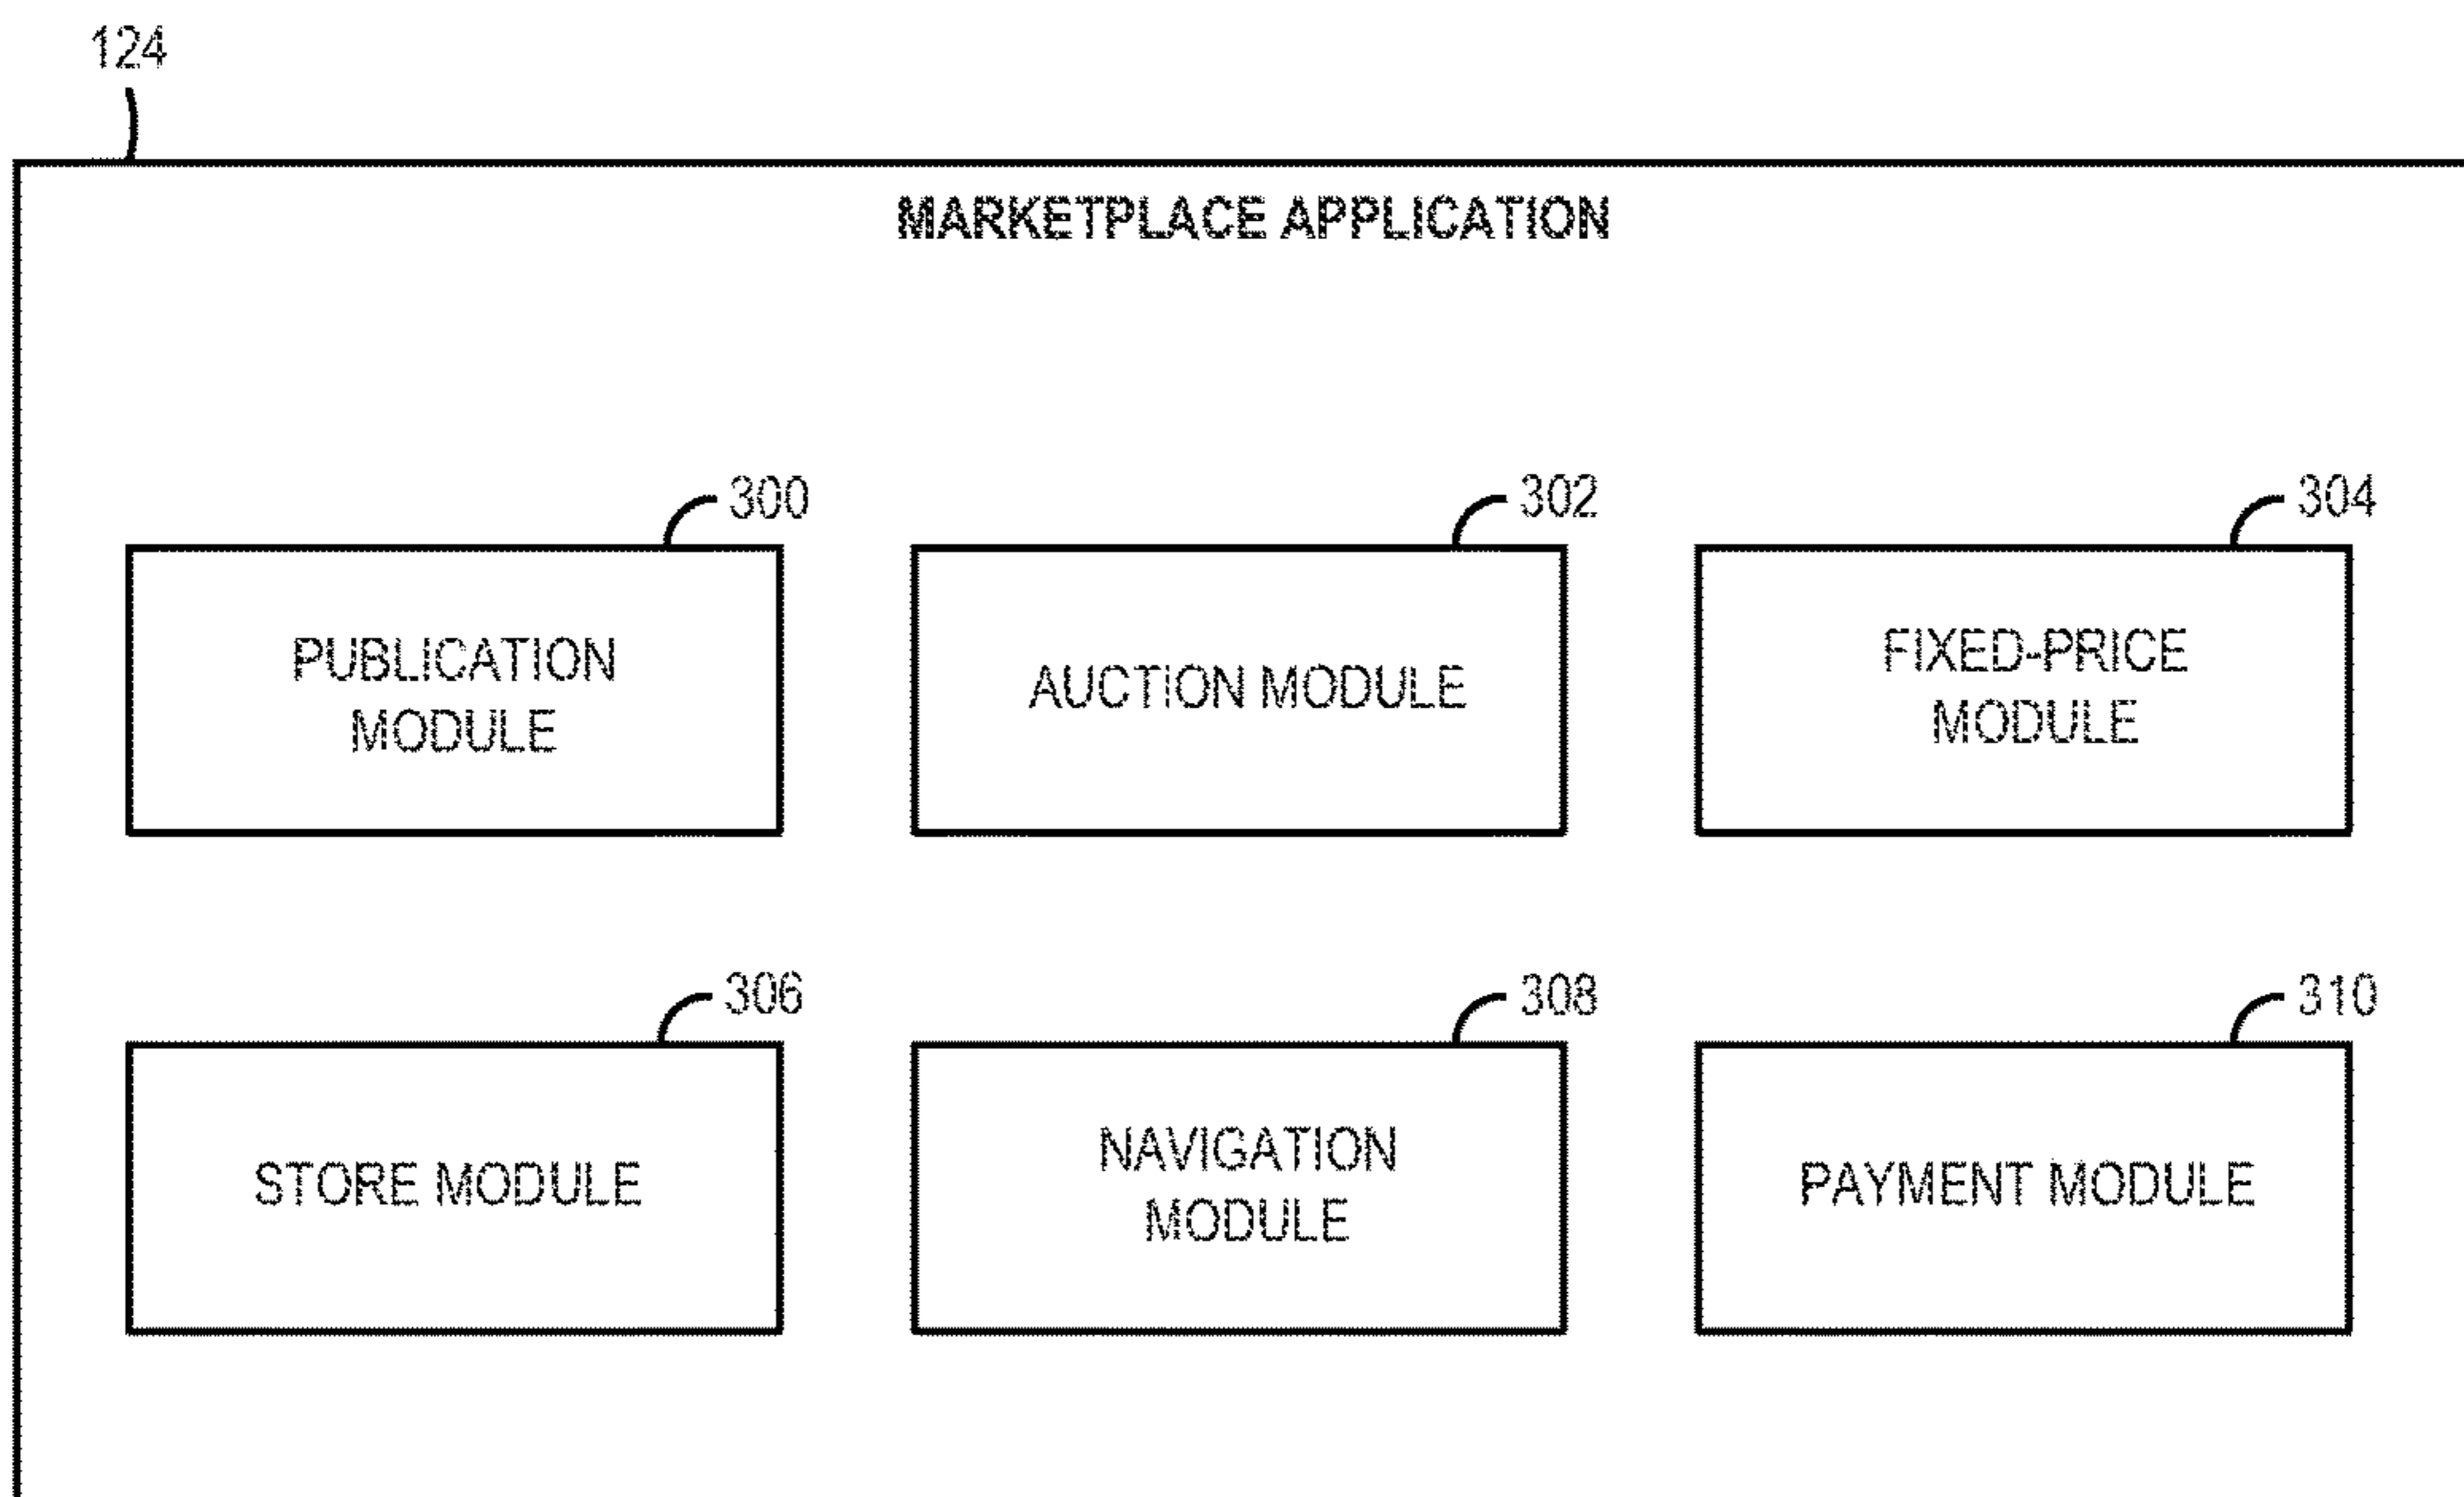 124
MARKETPLACE APPLICATION
300
302
304
PUBLICATION
MODULE
AUCTION MODULE
FIXED-PRICE
MODULE
306
308
310
STORE MODULE
NAVIGATION
MODULE
PAYMENT MODULE